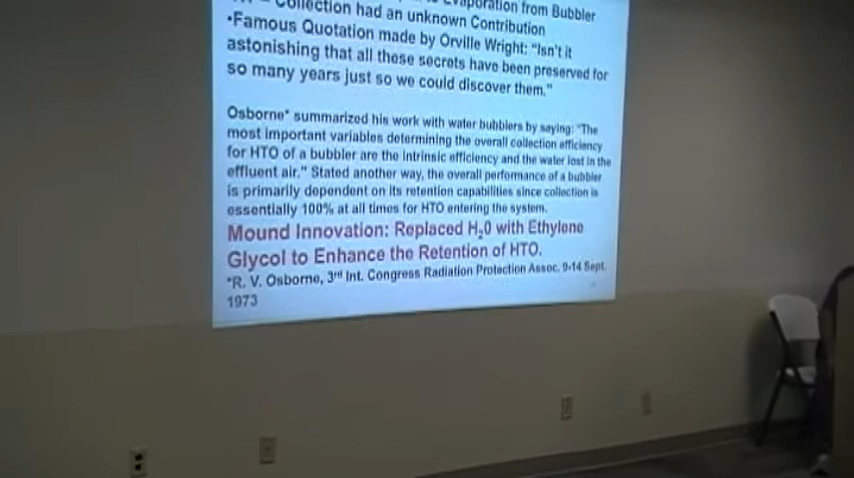 Evaporation from Bubbler
Collection had an unknown Contribution
•Famous Quotation made by Orville Wright: "Isn't it
astonishing that all these secrets have been preserved for
so many years just so we could discover them."
Osborne* summarized his work with water bubblers by saying: "The
most important variables determining the overall collection efficiency
for HTO of a bubbler are the intrinsic efficiency and the water lost in the
effluent air." Stated another way, the overall performance of a bubbler
is primarily dependent on its retention capabilities since collection is
essentially 100% at all times for HTO entering the system.
Mound Innovation: Replaced H₂0 with Ethylene
Glycol to Enhance the Retention of HTO.
*R. V. Osborne, 3rd Int. Congress Radiation Protection Assoc. 9-14 Sept.
1973